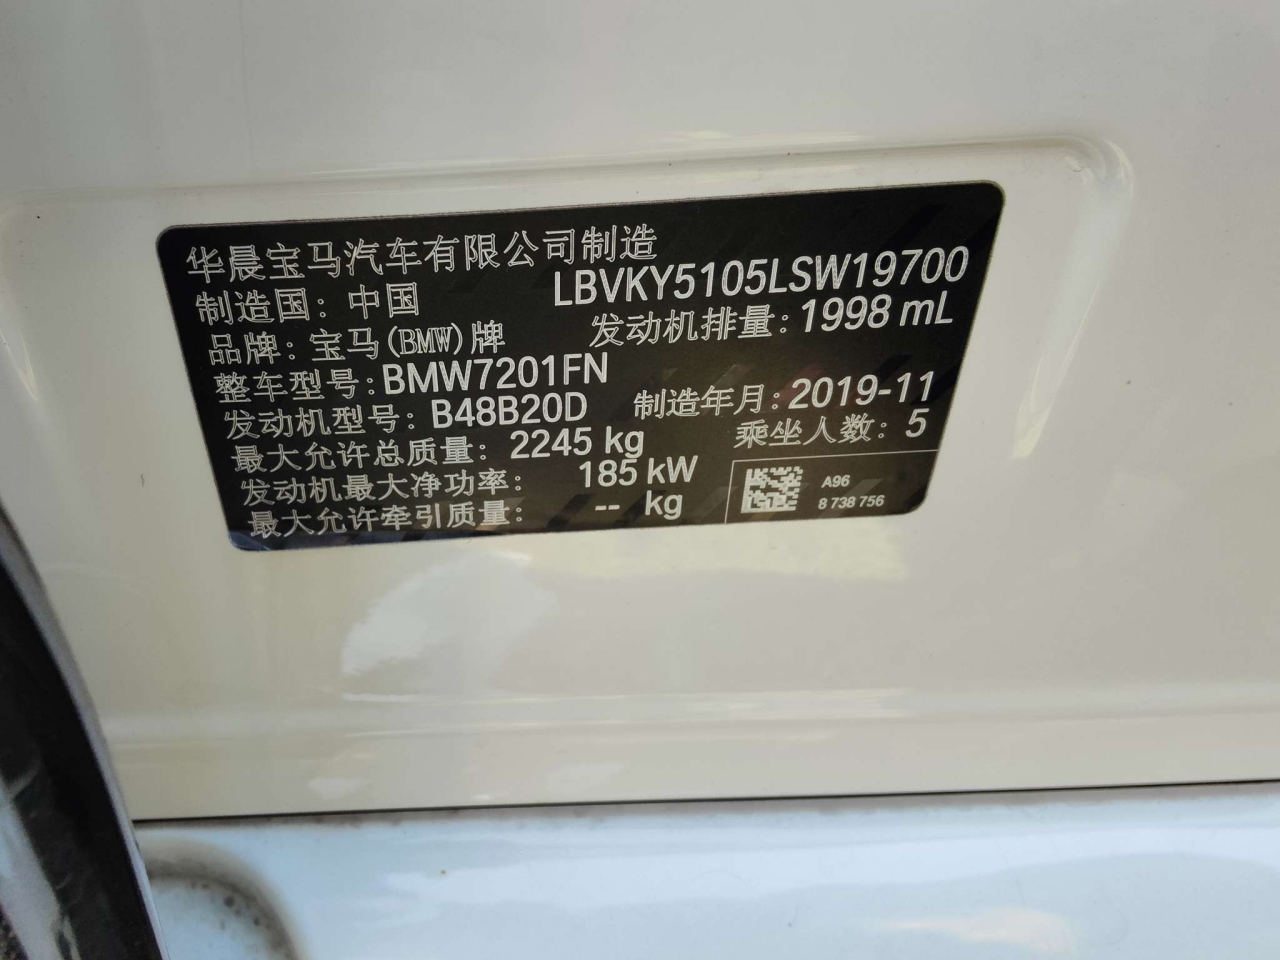 华晨宝马汽车有限公司制造
制造国：中国 LBVKY5105LSW19700
品牌：宝马(BMW)牌 发动机排量：1998 mL
整车型号：BMW7201FN
发动机型号：B48B20D 制造年月：2019-11
最大允许总质量：2245 kg 乘坐人数：5
发动机最大净功率：185 kW
最大允许牵引质量：-- kg
A96
8 738 756